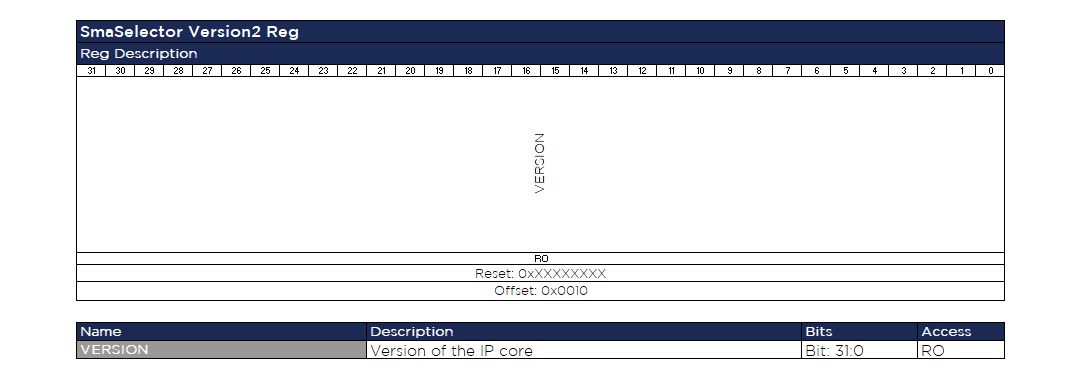 SmaSelector Version2 Reg
Reg Description
31 30 29 28 27 26 25 24 23 22 21 20 19 18 17 16 15 14 13 12 11 10 9 8 7 6 5 4 3 2 1 0
VERSION
RO
Reset: 0xXXXXXXXX
Offset: 0x0010
Name Description Bits Access
VERSION Version of the IP core Bit: 31:0 RO